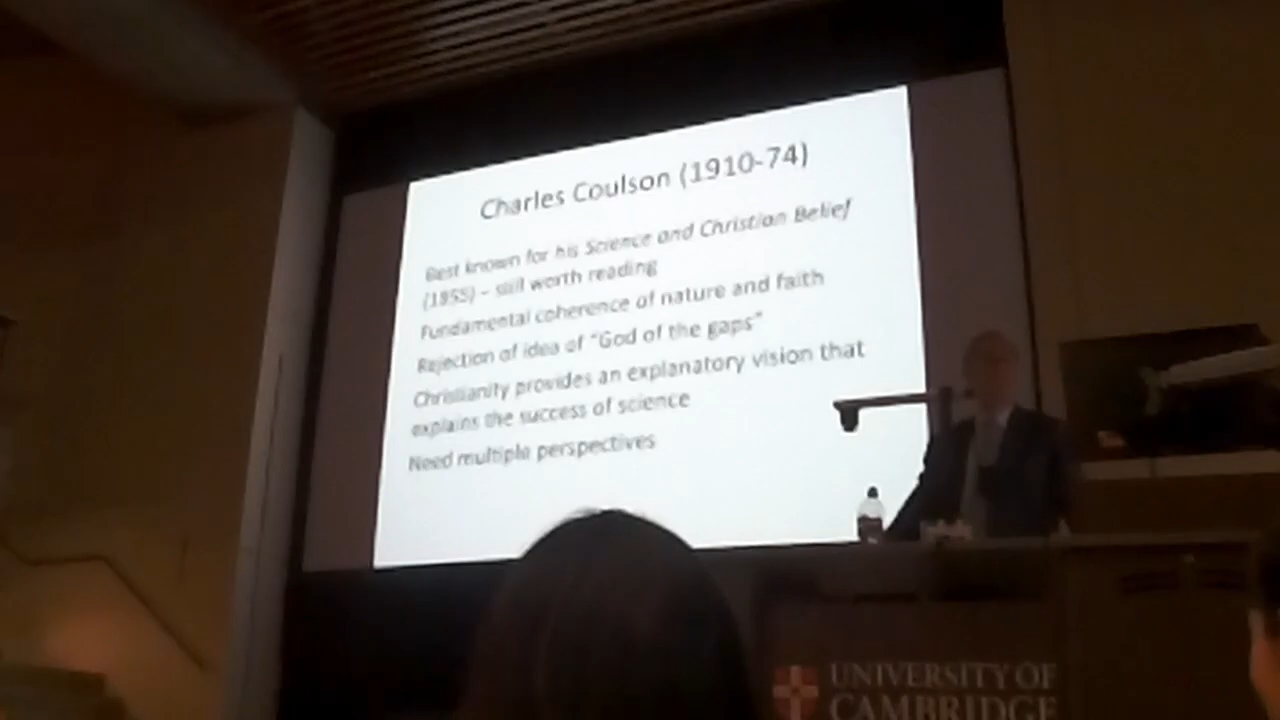 Charles Coulson (1910-74)
Best known for his Science and Christian Belief
(1955) – still worth reading
Fundamental coherence of nature and faith
Rejection of idea of "God of the gaps"
Christianity provides an explanatory vision that
explains the success of science
Need multiple perspectives
UNIVERSITY OF
CAMBRIDGE